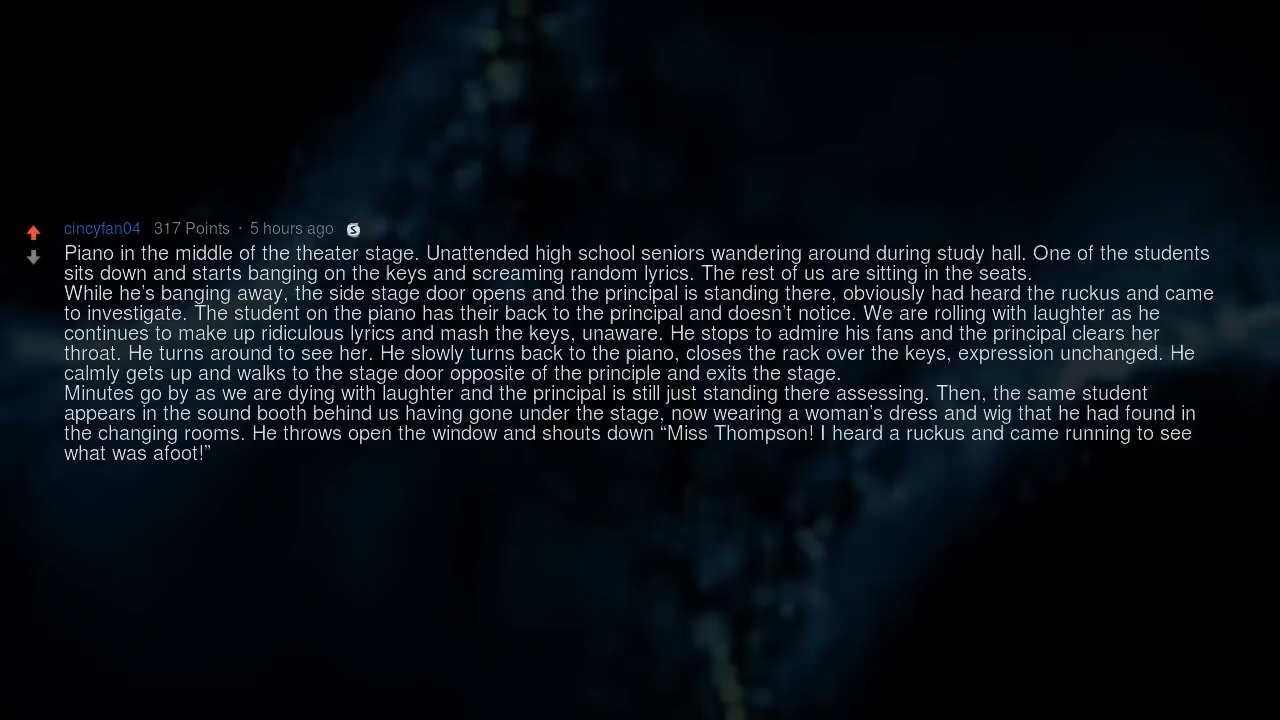 cincyfan04 317 Points · 5 hours ago
Piano in the middle of the theater stage. Unattended high school seniors wandering around during study hall. One of the students
sits down and starts banging on the keys and screaming random lyrics. The rest of us are sitting in the seats.
While he's banging away, the side stage door opens and the principal is standing there, obviously had heard the ruckus and came
to investigate. The student on the piano has their back to the principal and doesn't notice. We are rolling with laughter as he
continues to make up ridiculous lyrics and mash the keys, unaware. He stops to admire his fans and the principal clears her
throat. He turns around to see her. He slowly turns back to the piano, closes the rack over the keys, expression unchanged. He
calmly gets up and walks to the stage door opposite of the principle and exits the stage.
Minutes go by as we are dying with laughter and the principal is still just standing there assessing. Then, the same student
appears in the sound booth behind us having gone under the stage, now wearing a woman's dress and wig that he had found in
the changing rooms. He throws open the window and shouts down “Miss Thompson! I heard a ruckus and came running to see
what was afoot!”